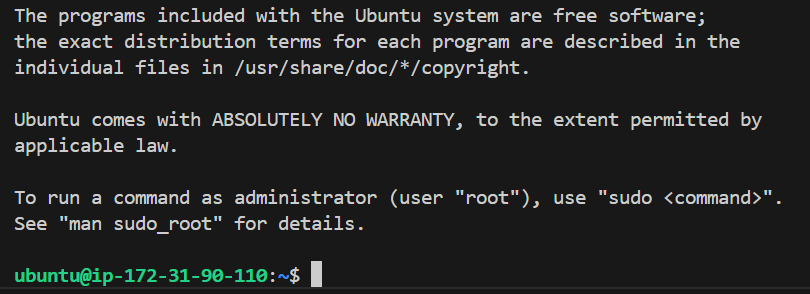 The programs included with the Ubuntu system are free software;
the exact distribution terms for each program are described in the
individual files in /usr/share/doc/*/copyright.
Ubuntu comes with ABSOLUTELY NO WARRANTY, to the extent permitted by
applicable law.
To run a command as administrator (user "root"), use "sudo <command>".
See "man sudo_root" for details.
ubuntu@ip-172-31-90-110:~$